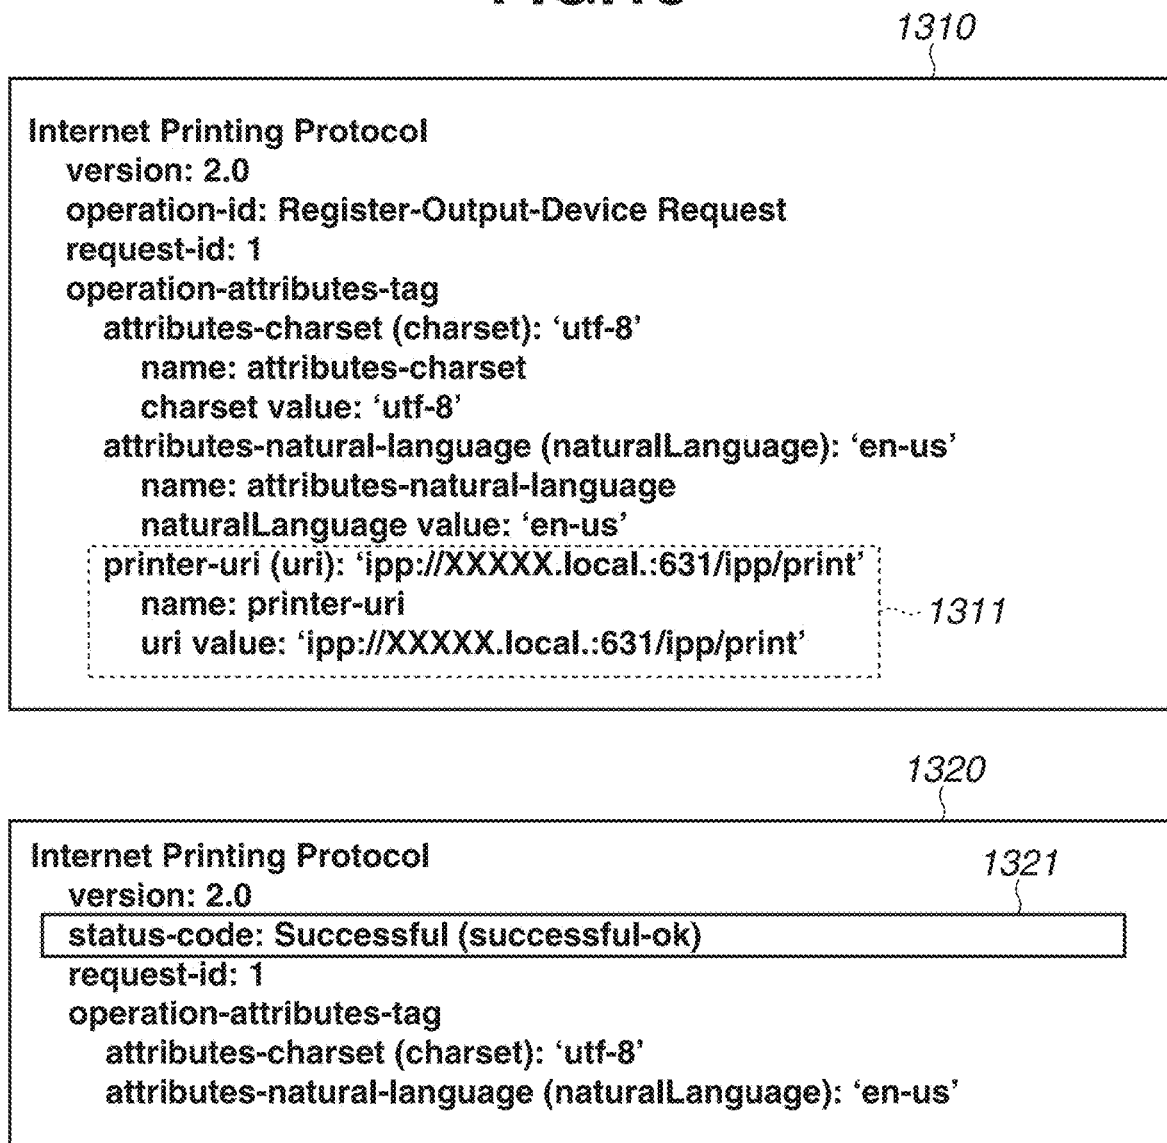 1310
Internet Printing Protocol
version: 2.0
operation-id: Register-Output-Device Request
request-id: 1
operation-attributes-tag
attributes-charset (charset): ‘utf-8’
name: attributes-charset
charset value: ‘utf-8’
attributes-natural-language (naturalLanguage): ‘en-us’
name: attributes-natural-language
naturalLanguage value: ‘en-us’
printer-uri (uri): ‘ipp://XXXXX.local.:631/ipp/print’
name: printer-uri
1311
uri value: ‘ipp://XXXXX.local.:631/ipp/print’
1320
Internet Printing Protocol
1321
version: 2.0
status-code: Successful (successful-ok)
request-id: 1
operation-attributes-tag
attributes-charset (charset): ‘utf-8’
attributes-natural-language (naturalLanguage): ‘en-us’